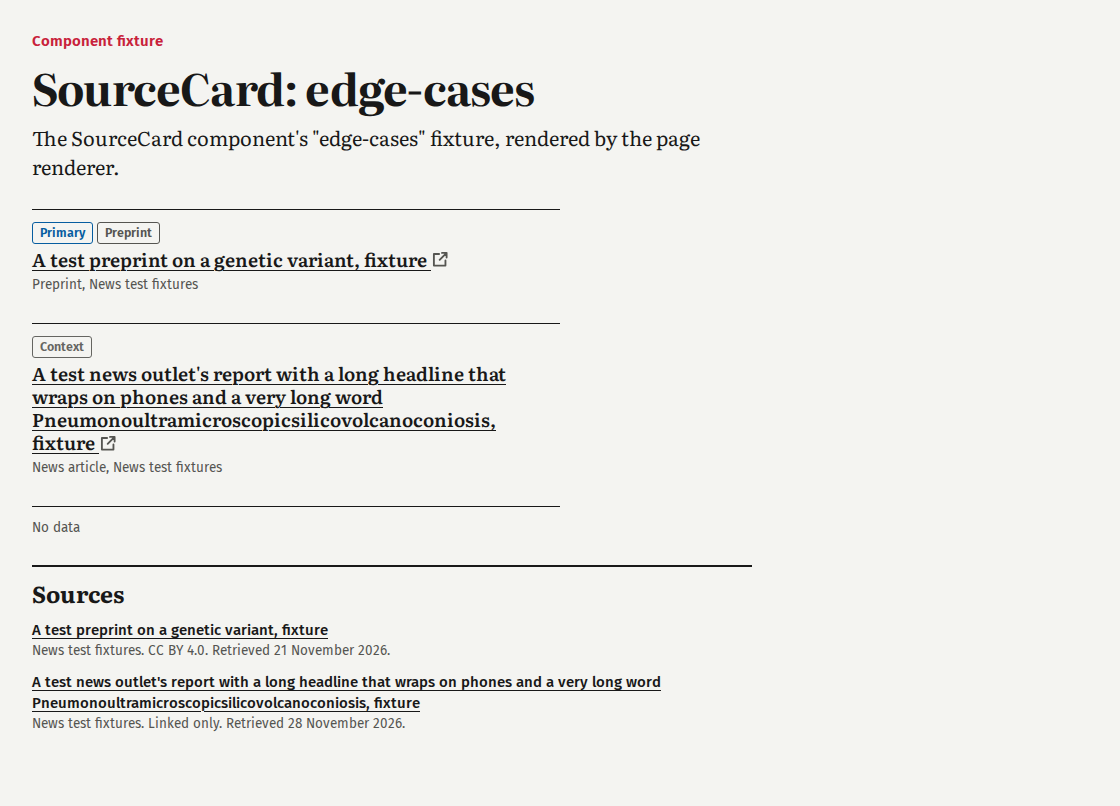 Component fixture
SourceCard: edge-cases
The SourceCard component's "edge-cases" fixture, rendered by the page
renderer.
Primary Preprint
A test preprint on a genetic variant, fixture
Preprint, News test fixtures
Context
A test news outlet's report with a long headline that
wraps on phones and a very long word
Pneumonoultramicroscopicsilicovolcanoconiosis,
fixture
News article, News test fixtures
No data
Sources
A test preprint on a genetic variant, fixture
News test fixtures. CC BY 4.0. Retrieved 21 November 2026.
A test news outlet's report with a long headline that wraps on phones and a very long word
Pneumonoultramicroscopicsilicovolcanoconiosis, fixture
News test fixtures. Linked only. Retrieved 28 November 2026.